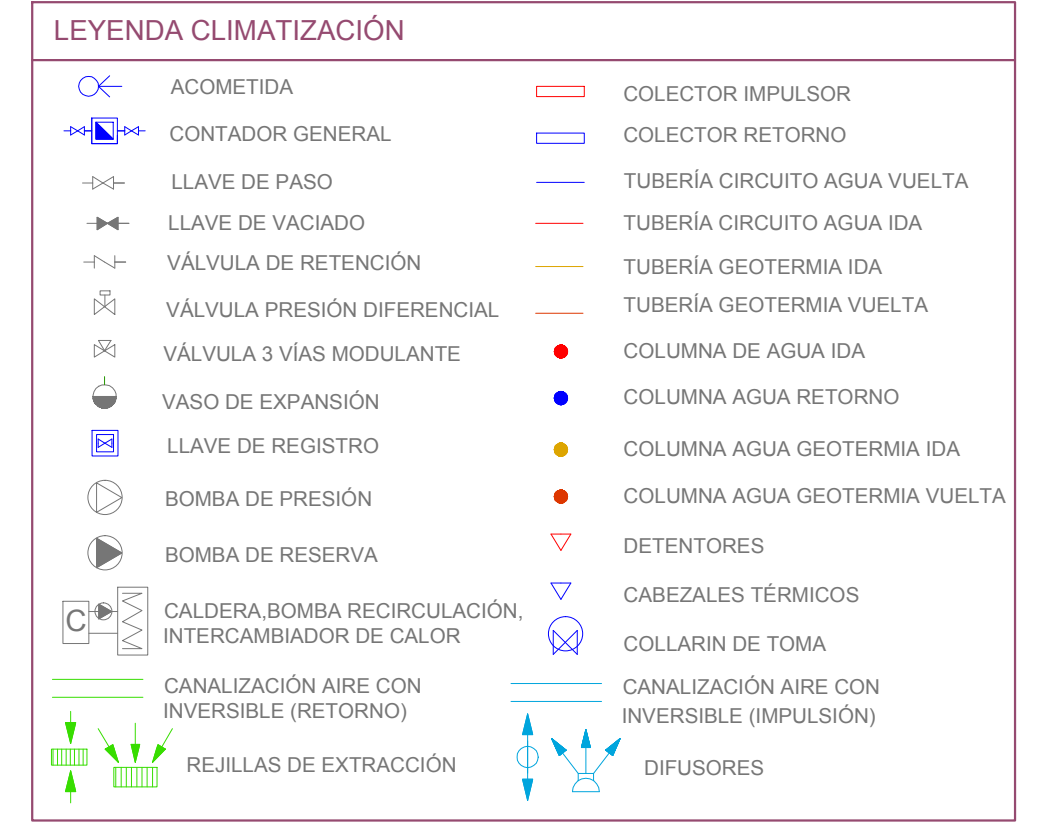 LEYENDA CLIMATIZACIÓN
ACOMETIDA
CONTADOR GENERAL
LLAVE DE PASO
LLAVE DE VACIADO
VÁLVULA DE RETENCIÓN
VÁLVULA PRESIÓN DIFERENCIAL
VÁLVULA 3 VÍAS MODULANTE
VASO DE EXPANSIÓN
LLAVE DE REGISTRO
BOMBA DE PRESIÓN
BOMBA DE RESERVA
C
CALDERA,BOMBA RECIRCULACIÓN,
INTERCAMBIADOR DE CALOR
CANALIZACIÓN AIRE CON
INVERSIBLE (RETORNO)
REJILLAS DE EXTRACCIÓN
COLECTOR IMPULSOR
COLECTOR RETORNO
TUBERÍA CIRCUITO AGUA VUELTA
TUBERÍA CIRCUITO AGUA IDA
TUBERÍA GEOTERMIA IDA
TUBERÍA GEOTERMIA VUELTA
COLUMNA DE AGUA IDA
COLUMNA AGUA RETORNO
COLUMNA AGUA GEOTERMIA IDA
COLUMNA AGUA GEOTERMIA VUELTA
DETENTORES
CABEZALES TÉRMICOS
COLLARIN DE TOMA
CANALIZACIÓN AIRE CON
INVERSIBLE (IMPULSIÓN)
DIFUSORES